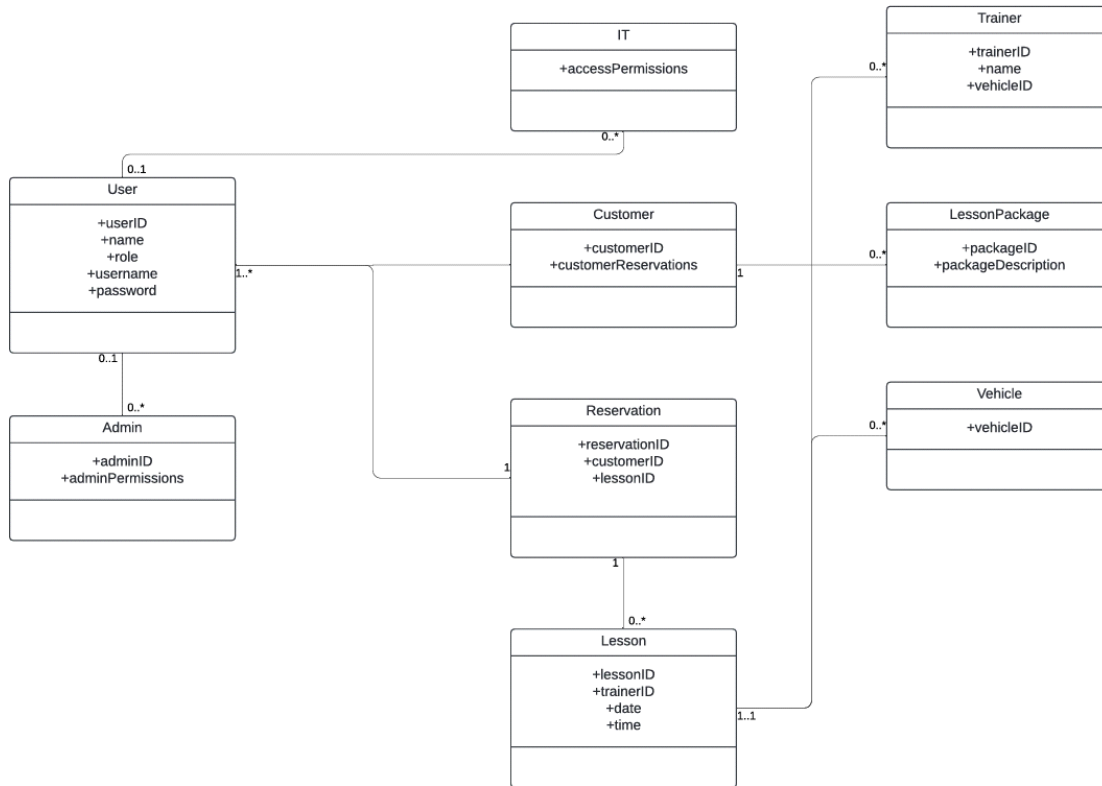 IT
+accessPermissions
0..*
Trainer
+trainerID
+name
+vehicleID
0..*
0..1
User
+userID
+name
+role
+username
+password
1..*
0..1
Customer
+customerID
+customerReservations
1
LessonPackage
+packageID
+packageDescription
0..*
0..*
Admin
+adminID
+adminPermissions
Reservation
+reservationID
+customerID
+lessonID
1
1
Vehicle
+vehicleID
0..*
0..*
Lesson
+lessonID
+trainerID
+date
+time
1..1